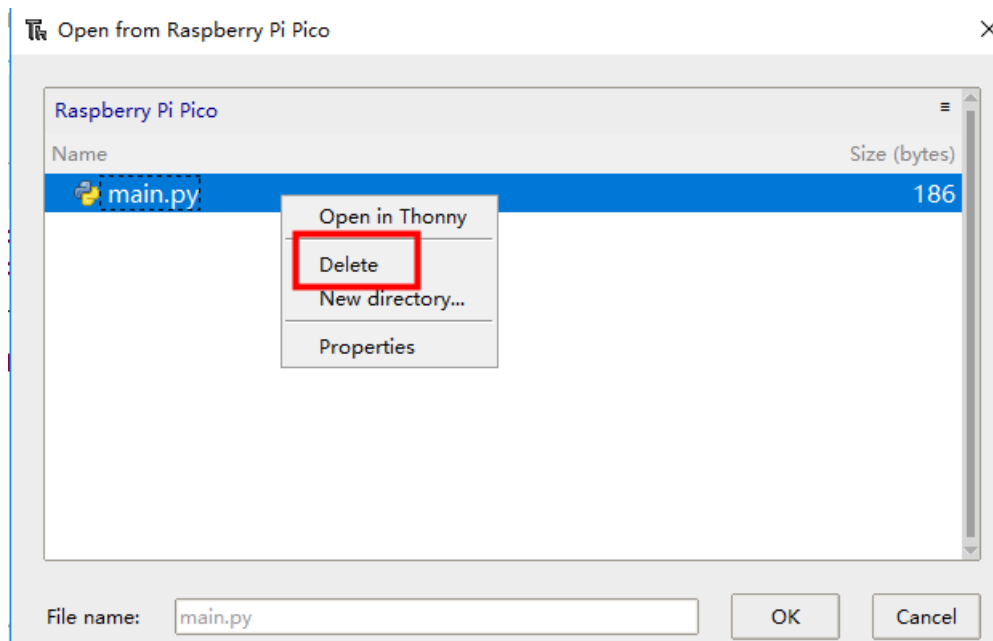 Open from Raspberry Pi Pico
Raspberry Pi Pico
Name Size (bytes)
main.py 186
Open in Thonny
Delete
New directory...
Properties
File name: main.py OK Cancel